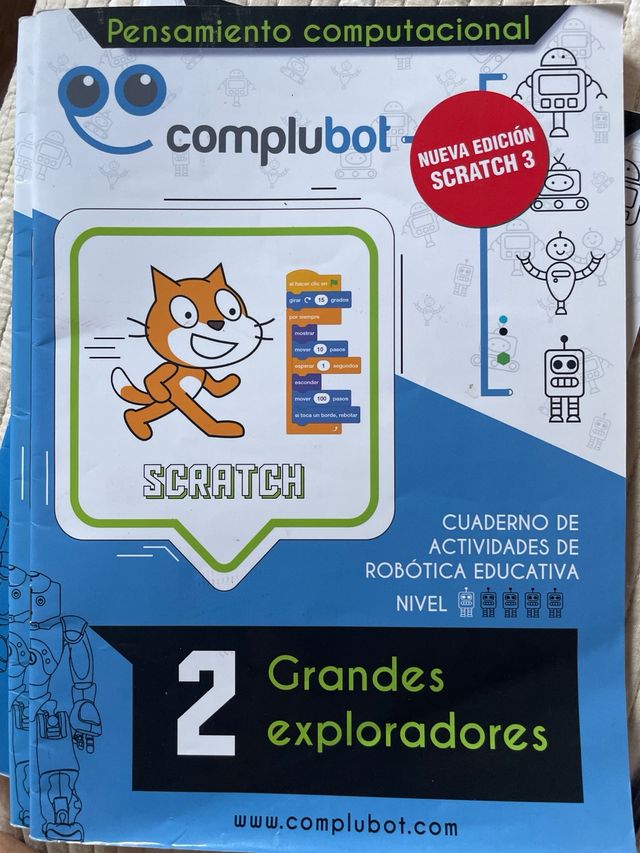 Pensamiento computacional
complubot
NUEVA EDICIÓN
SCRATCH 3
al hacer clic en
girar 15 grados
por siempre
mostrar
mover 10 pasos
esperar 1 segundos
esconder
mover 100 pasos
si toca un borde, rebotar
SCRATCH
CUADERNO DE
ACTIVIDADES DE
ROBÓTICA EDUCATIVA
NIVEL
2 Grandes
exploradores
www.complubot.com